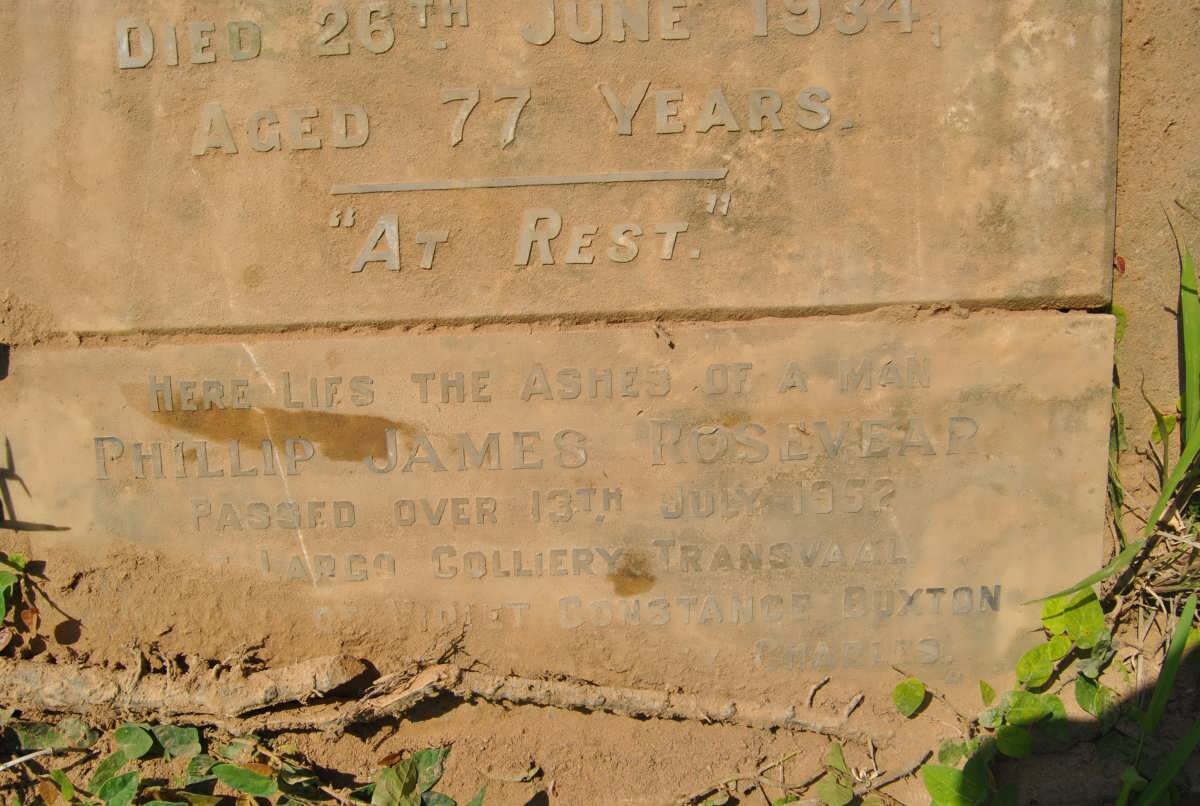 DIED 26TH JUNE 1934,
AGED 77 YEARS.
"AT REST."
HERE LIES THE ASHES OF A MAN
PHILLIP JAMES ROSEVEAR
PASSED OVER 13TH JULY 1952
LARGO COLLIERY TRANSVAAL
VIOLET CONSTANCE BUXTON
CHARLES.